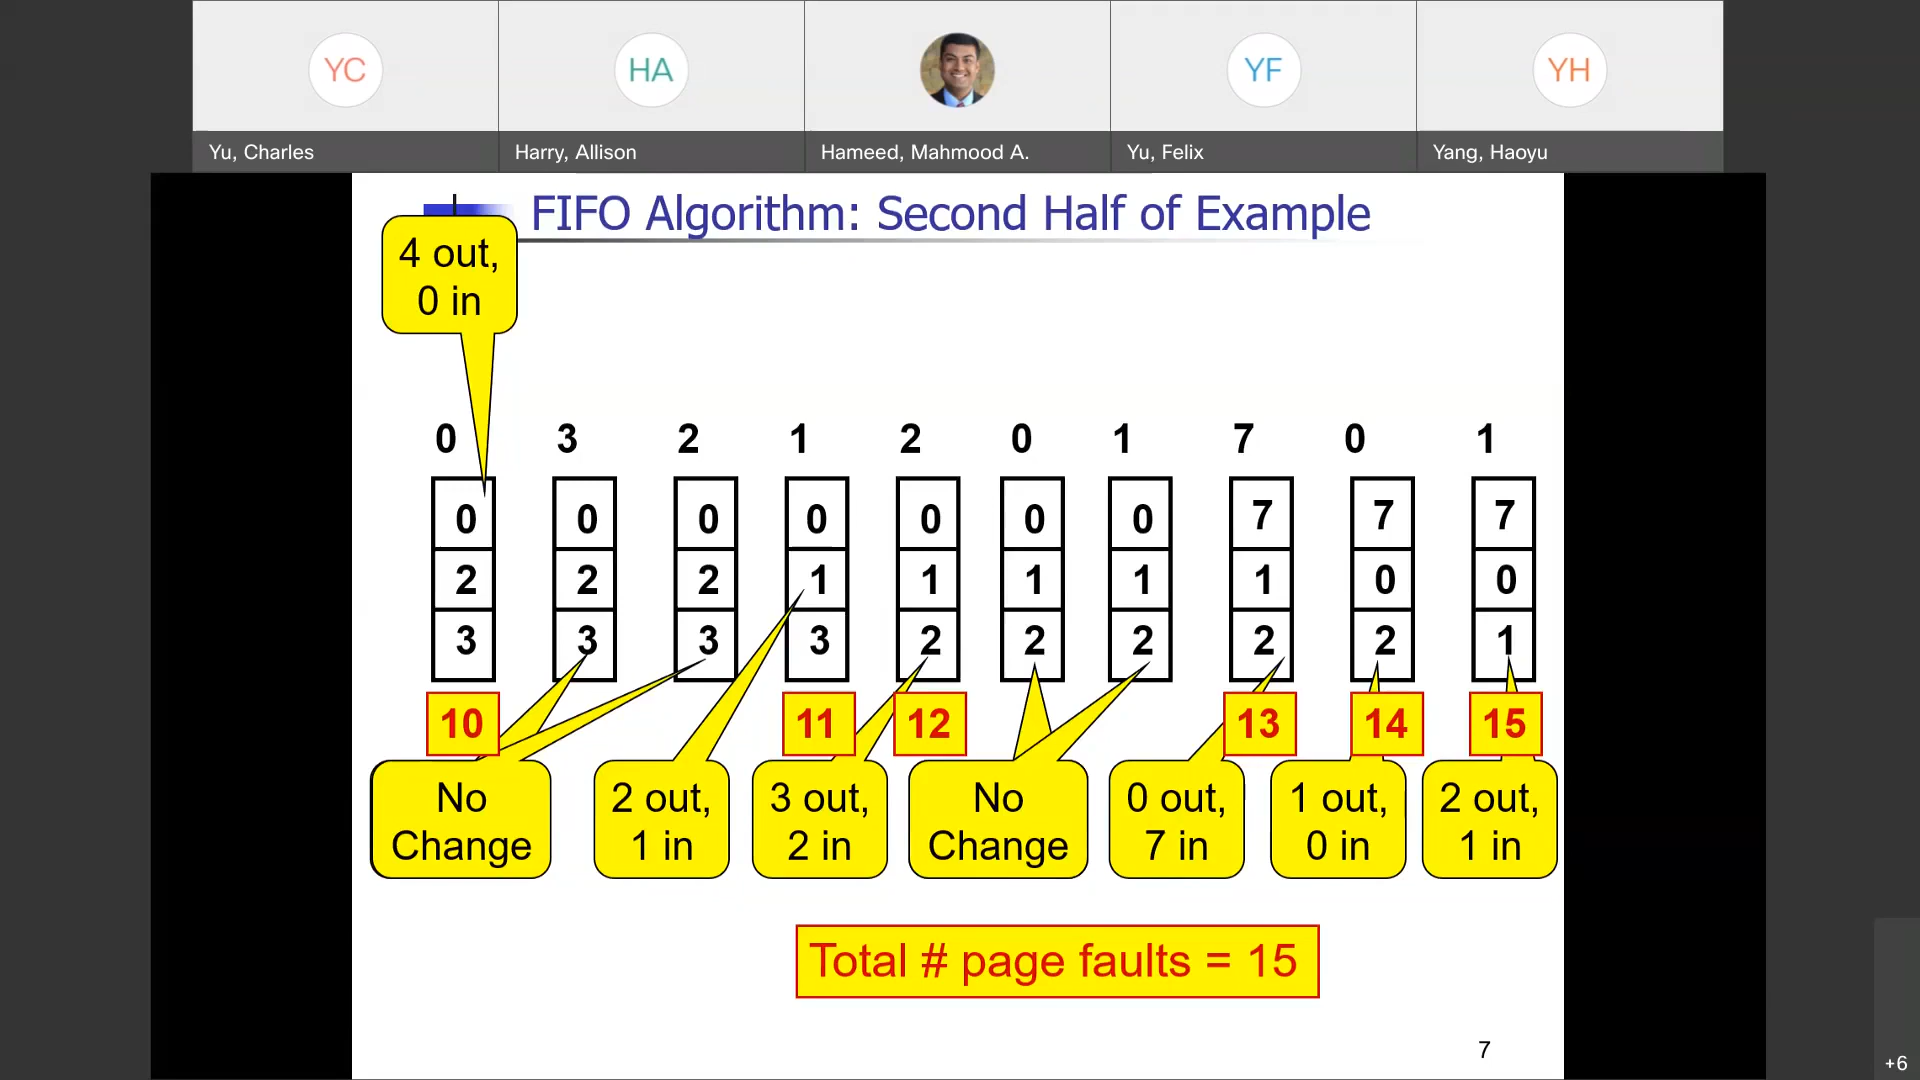 YC
HA
YF
YH
Yu, Charles
Harry, Allison
Hameed, Mahmood A.
Yu, Felix
Yang, Haoyu
FIFO Algorithm: Second Half of Example
4 out,
0 in
0 3 2 1 2 0 1 7 0 1
0 0 0 0 0 0 0 7 7 7
2 2 2 1 1 1 1 1 0 0
3 3 3 3 2 2 2 2 2 1
10 11 12 13 14 15
No
Change
2 out,
1 in
3 out,
2 in
No
Change
0 out,
7 in
1 out,
0 in
2 out,
1 in
Total # page faults = 15
7
+6